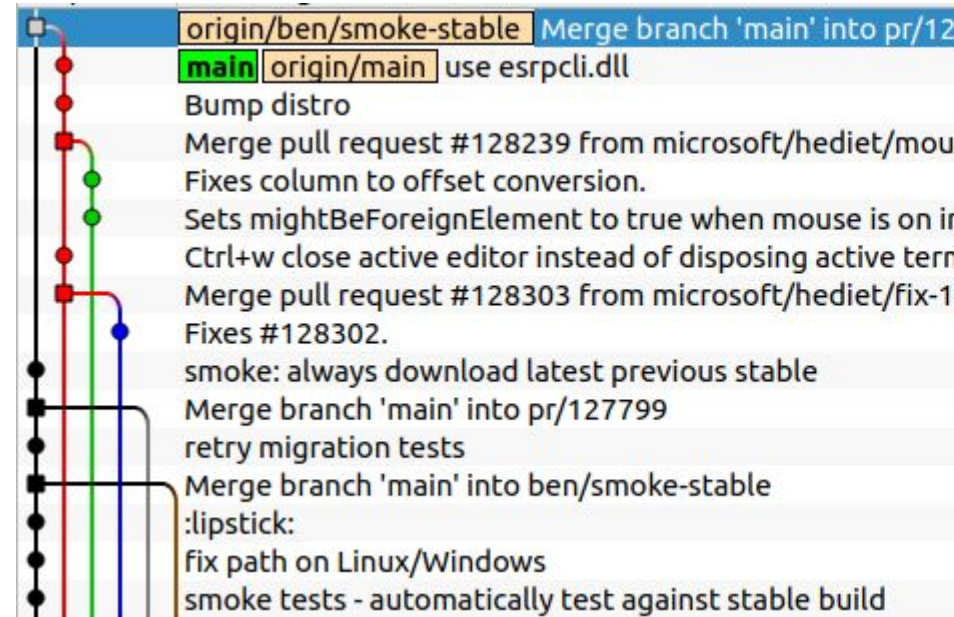 origin/ben/smoke-stable Merge branch 'main' into pr/12
main origin/main use esrpcli.dll
Bump distro
Merge pull request #128239 from microsoft/hediet/mou
Fixes column to offset conversion.
Sets mightBeForeignElement to true when mouse is on
Ctrl+w close active editor instead of disposing active
Merge pull request #128303 from microsoft/hediet/fix-1
Fixes #128302.
smoke: always download latest previous stable
Merge branch 'main' into pr/127799
retry migration tests
Merge branch 'main' into ben/smoke-stable
:lipstick:
fix path on Linux/Windows
smoke tests - automatically test against stable build